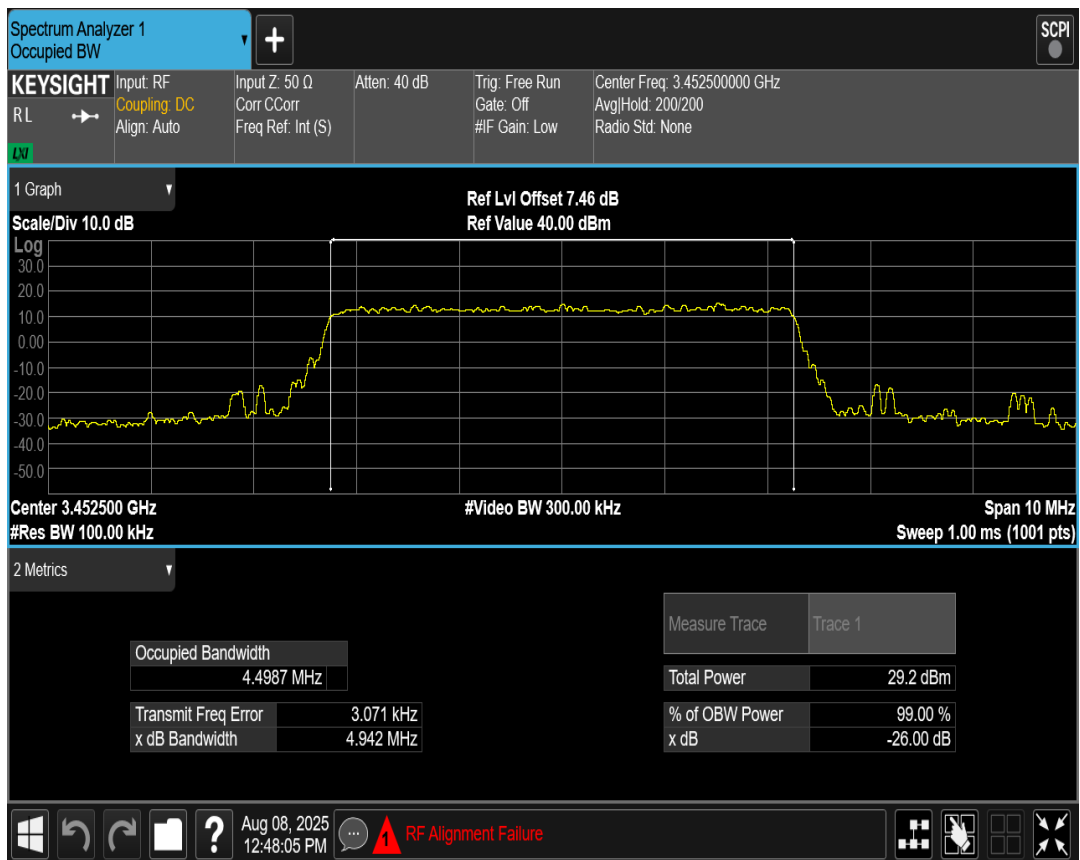 Spectrum Analyzer 1
Occupied BW
+
SCPI
KEYSIGHT
RL
LXI
Input: RF
Coupling: DC
Align: Auto
Input Z: 50 Ω
Corr CCorr
Freq Ref: Int (S)
Atten: 40 dB
Trig: Free Run
Gate: Off
#IF Gain: Low
Center Freq: 3.452500000 GHz
Avg|Hold: 200/200
Radio Std: None
1 Graph
Scale/Div 10.0 dB
Ref Lvl Offset 7.46 dB
Ref Value 40.00 dBm
Log
30.0
20.0
10.0
0.00
-10.0
-20.0
-30.0
-40.0
-50.0
Center 3.452500 GHz
#Res BW 100.00 kHz
#Video BW 300.00 kHz
Span 10 MHz
Sweep 1.00 ms (1001 pts)
2 Metrics
Measure Trace Trace 1
Occupied Bandwidth
4.4987 MHz
Total Power 29.2 dBm
Transmit Freq Error 3.071 kHz
% of OBW Power 99.00 %
x dB Bandwidth 4.942 MHz
x dB -26.00 dB
?
Aug 08, 2025
12:48:05 PM
1
RF Alignment Failure